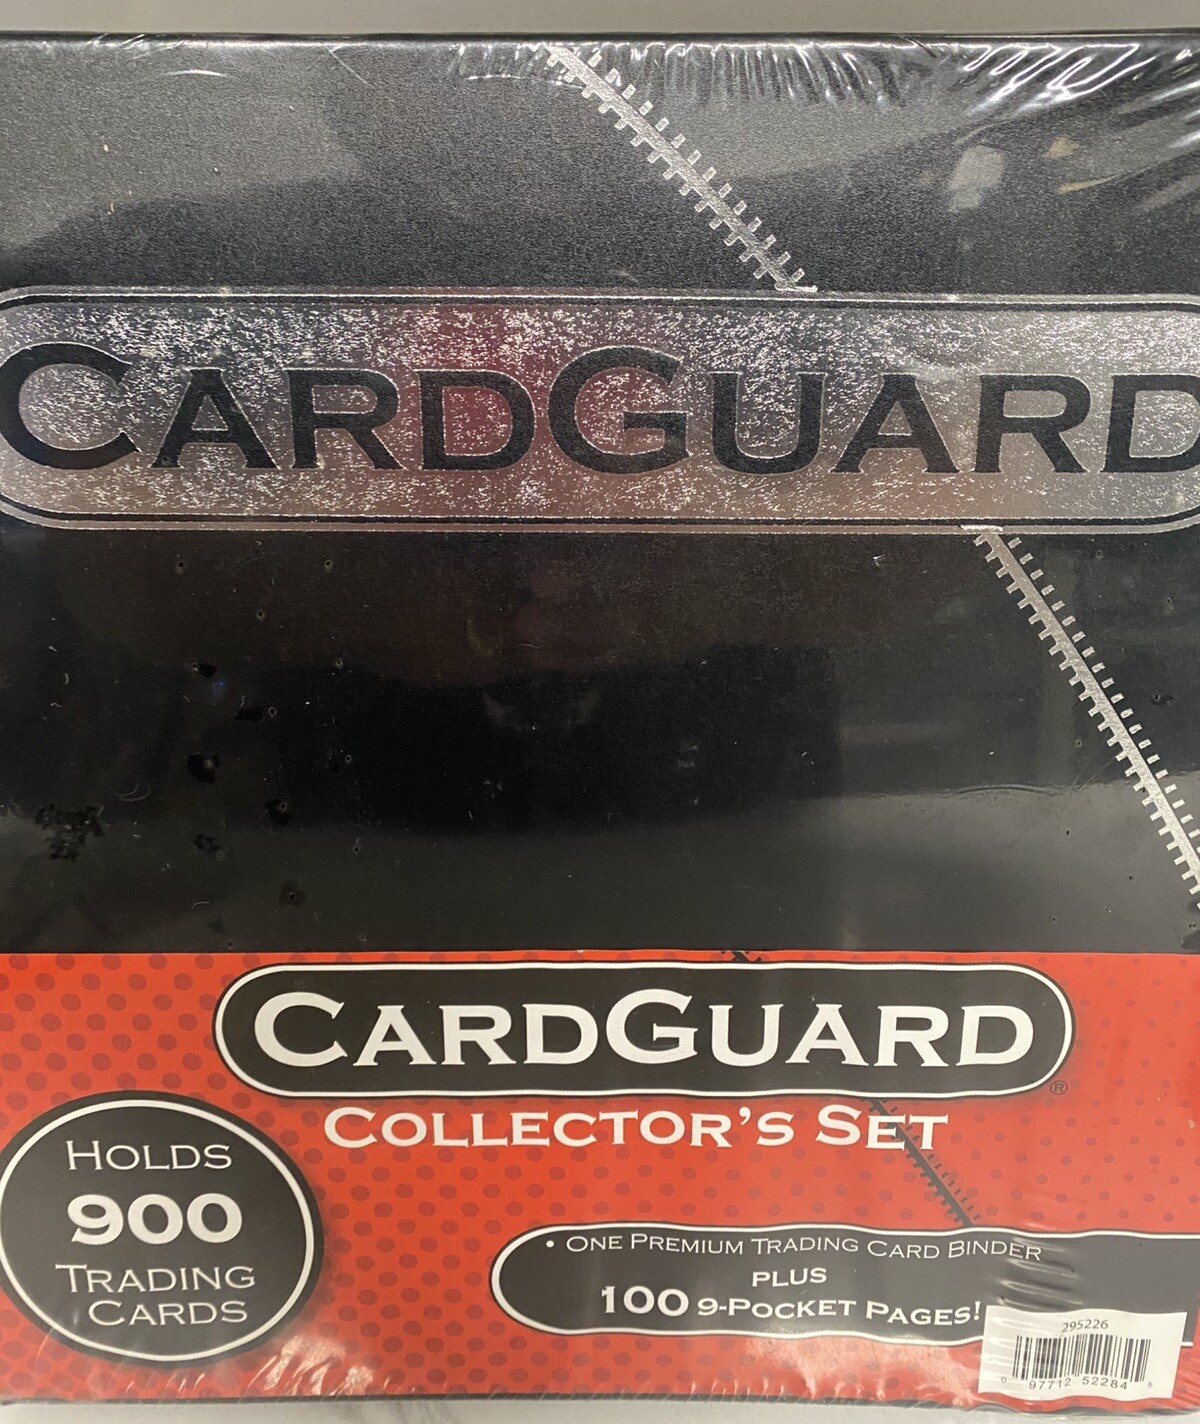 CARDGUARD
CARDGUARD
®
COLLECTOR'S SET
HOLDS
900
TRADING
CARDS
• ONE PREMIUM TRADING CARD BINDER
PLUS
100 9-POCKET PAGES!
295226
0 97712 52284 5